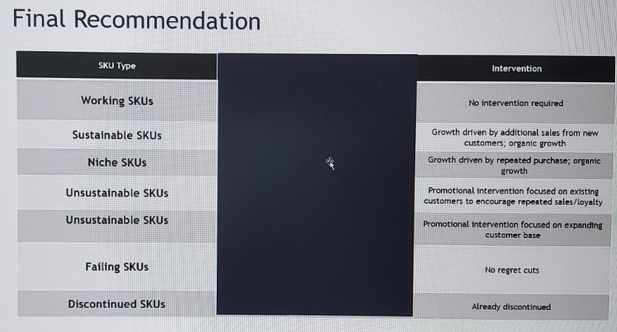 Final Recommendation
SKU Type
Intervention
Working SKUs
No intervention required
Sustainable SKUs
Growth driven by additional sales from new
customers; organic growth
Niche SKUs
Growth driven by repeated purchase; organic
growth
Unsustainable SKUs
Promotional intervention focused on existing
customers to encourage repeated sales/loyalty
Unsustainable SKUs
Promotional intervention focused on expanding
customer base
Failing SKUs
No regret cuts
Discontinued SKUs
Already discontinued